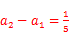 a₂ − a₁ = 1/5